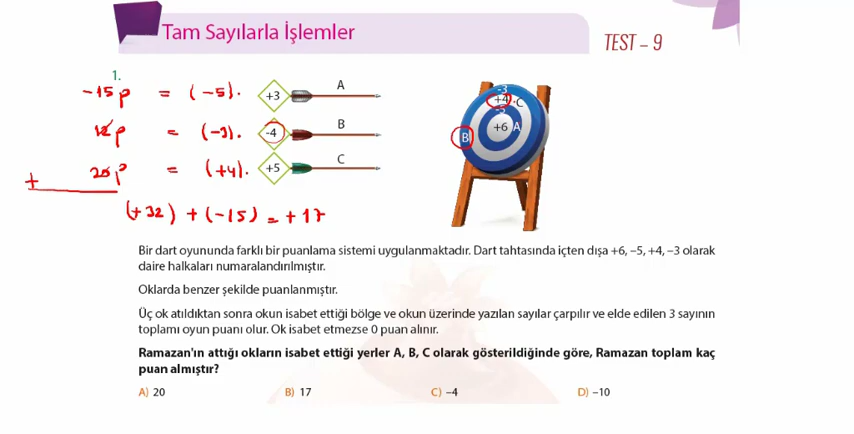 Tam Sayılarla İşlemler
TEST – 9
1.
-15p = (-5). +3 A
12p = (-3). -4 B
20p = (+4). +5 C
+
(+32) + (-15) = +17
-3
+4 C
-5
+6 A
B
Bir dart oyununda farklı bir puanlama sistemi uygulanmaktadır. Dart tahtasında içten dışa +6, –5, +4, –3 olarak
daire halkaları numaralandırılmıştır.
Oklarda benzer şekilde puanlanmıştır.
Üç ok atıldıktan sonra okun isabet ettiği bölge ve okun üzerinde yazılan sayılar çarpılır ve elde edilen 3 sayının
toplamı oyun puanı olur. Ok isabet etmezse 0 puan alınır.
Ramazan'ın attığı okların isabet ettiği yerler A, B, C olarak gösterildiğinde göre, Ramazan toplam kaç
puan almıştır?
A) 20 B) 17 C) –4 D) –10